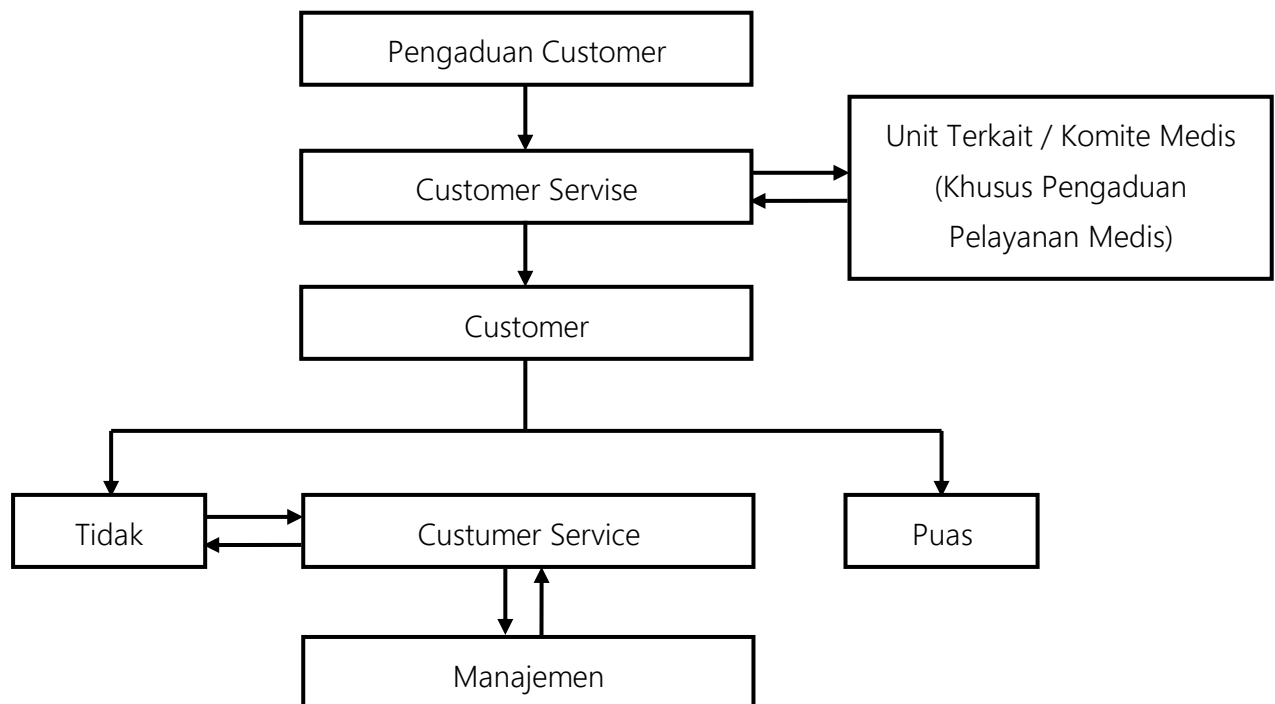 Pengaduan Customer
Unit Terkait / Komite Medis
(Khusus Pengaduan
Pelayanan Medis)
Customer Servise
Customer
Tidak
Custumer Service
Puas
Manajemen